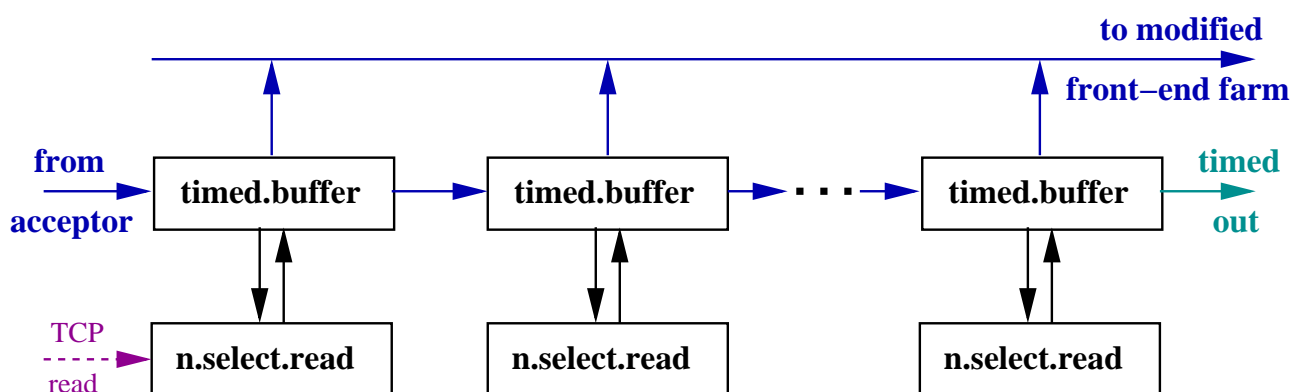 to modified
front−end farm
from
acceptor
timed.buffer
timed.buffer
. . .
timed.buffer
timed
out
TCP
read
n.select.read
n.select.read
n.select.read